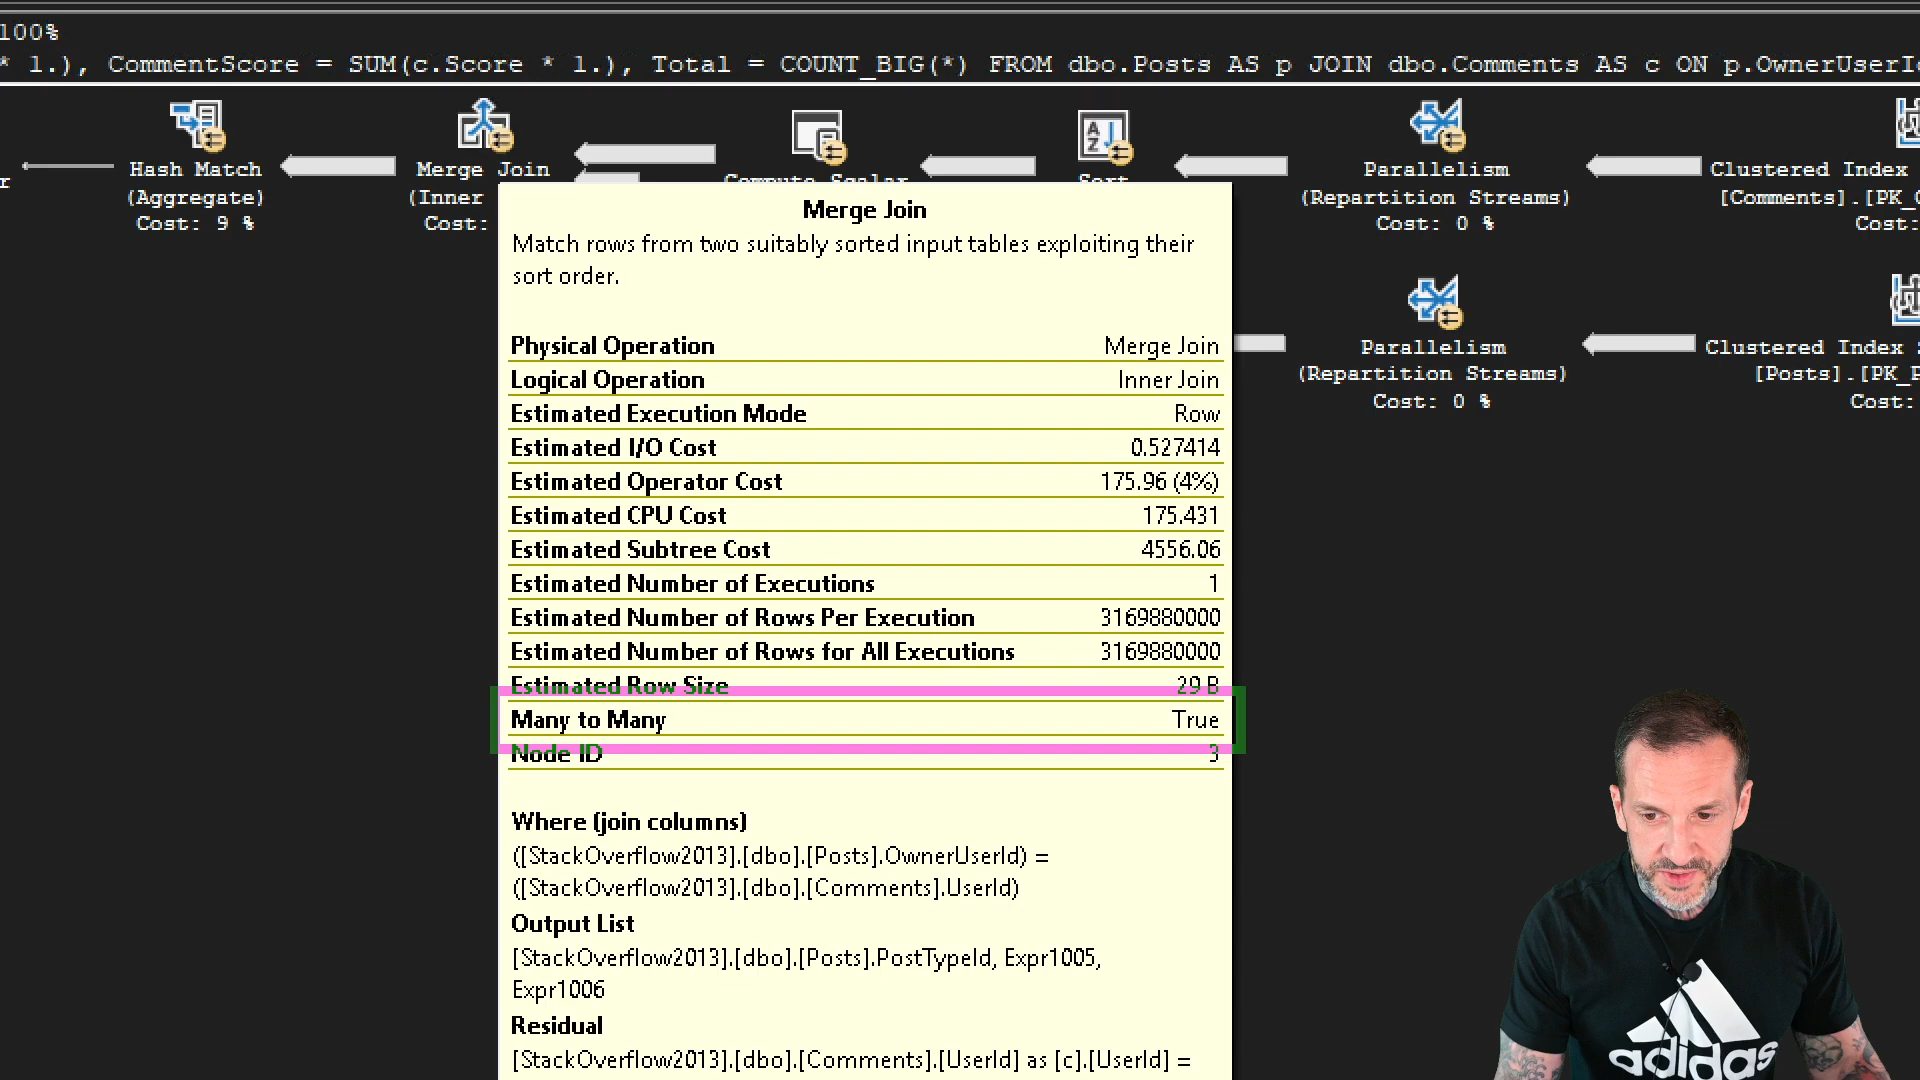 100%
* 1.), CommentScore = SUM(c.Score * 1.), Total = COUNT_BIG(*) FROM dbo.Posts AS p JOIN dbo.Comments AS c ON p.OwnerUserId
Hash Match
(Aggregate)
Cost: 9 %
Merge Join
(Inner
Cost:
Compute Scalar
Sort
Parallelism
(Repartition Streams)
Cost: 0 %
Clustered Index
[Comments].[PK_
Cost:
Parallelism
(Repartition Streams)
Cost: 0 %
Clustered Index
[Posts].[PK_
Cost:
Merge Join
Match rows from two suitably sorted input tables exploiting their
sort order.
Physical Operation Merge Join
Logical Operation Inner Join
Estimated Execution Mode Row
Estimated I/O Cost 0.527414
Estimated Operator Cost 175.96 (4%)
Estimated CPU Cost 175.431
Estimated Subtree Cost 4556.06
Estimated Number of Executions 1
Estimated Number of Rows Per Execution 3169880000
Estimated Number of Rows for All Executions 3169880000
Estimated Row Size 29 B
Many to Many True
Node ID 3
Where (join columns)
([StackOverflow2013].[dbo].[Posts].OwnerUserId) =
([StackOverflow2013].[dbo].[Comments].UserId)
Output List
[StackOverflow2013].[dbo].[Posts].PostTypeId, Expr1005,
Expr1006
Residual
[StackOverflow2013].[dbo].[Comments].[UserId] as [c].[UserId] =
adidas